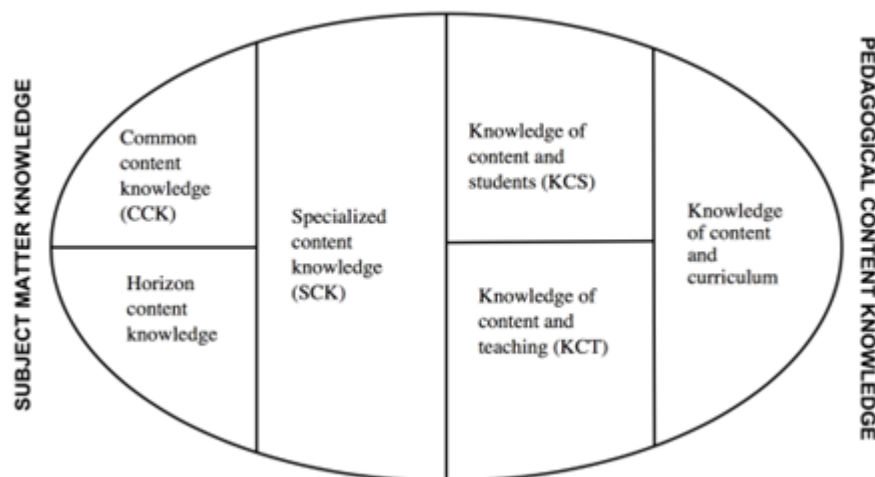 SUBJECT MATTER KNOWLEDGE
Common
content
knowledge
(CCK)
Horizon
content
knowledge
Specialized
content
knowledge
(SCK)
Knowledge of
content and
students (KCS)
Knowledge of
content and
teaching (KCT)
Knowledge
of content
and
curriculum
PEDAGOGICAL CONTENT KNOWLEDGE